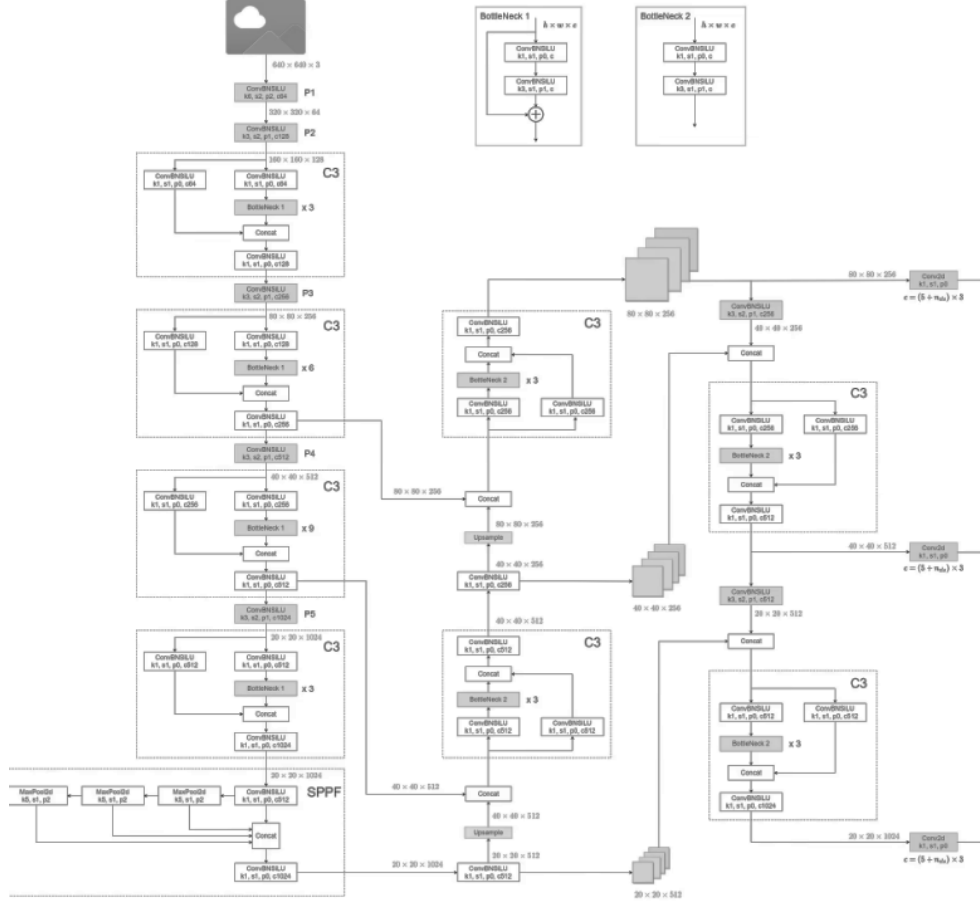 BottleNeck 1
h × w × c
ConvBNSiLU
k1, s1, p0, c
ConvBNSiLU
k3, s1, p1, c
BottleNeck 2
h × w × c
ConvBNSiLU
k1, s1, p0, c
ConvBNSiLU
k3, s1, p1, c
640 × 640 × 3
ConvBNSiLU
k6, s2, p2, c64
P1
320 × 320 × 64
ConvBNSiLU
k3, s2, p1, c128
P2
160 × 160 × 128
C3
ConvBNSiLU
k1, s1, p0, c64
ConvBNSiLU
k1, s1, p0, c64
BottleNeck 1
x 3
Concat
ConvBNSiLU
k1, s1, p0, c128
ConvBNSiLU
k3, s2, p1, c256
P3
80 × 80 × 256
C3
ConvBNSiLU
k1, s1, p0, c128
ConvBNSiLU
k1, s1, p0, c128
BottleNeck 1
x 6
Concat
ConvBNSiLU
k1, s1, p0, c256
ConvBNSiLU
k3, s2, p1, c512
P4
40 × 40 × 512
C3
ConvBNSiLU
k1, s1, p0, c256
ConvBNSiLU
k1, s1, p0, c256
BottleNeck 1
x 9
Concat
ConvBNSiLU
k1, s1, p0, c512
ConvBNSiLU
k3, s2, p1, c1024
P5
20 × 20 × 1024
C3
ConvBNSiLU
k1, s1, p0, c512
ConvBNSiLU
k1, s1, p0, c512
BottleNeck 1
x 3
Concat
ConvBNSiLU
k1, s1, p0, c1024
20 × 20 × 1024
SPPF
MaxPool2d
k5, s1, p2
MaxPool2d
k5, s1, p2
MaxPool2d
k5, s1, p2
ConvBNSiLU
k1, s1, p0, c512
Concat
ConvBNSiLU
k1, s1, p0, c1024
20 × 20 × 1024
80 × 80 × 256
ConvBNSiLU
k1, s1, p0, c256
C3
Concat
BottleNeck 2
x 3
ConvBNSiLU
k1, s1, p0, c256
ConvBNSiLU
k1, s1, p0, c256
80 × 80 × 256
Concat
80 × 80 × 256
Upsample
40 × 40 × 256
ConvBNSiLU
k1, s1, p0, c256
40 × 40 × 256
40 × 40 × 512
ConvBNSiLU
k1, s1, p0, c512
C3
Concat
BottleNeck 2
x 3
ConvBNSiLU
k1, s1, p0, c512
ConvBNSiLU
k1, s1, p0, c512
40 × 40 × 512
Concat
40 × 40 × 512
Upsample
20 × 20 × 512
ConvBNSiLU
k1, s1, p0, c512
20 × 20 × 512
80 × 80 × 256
Conv2d
k1, s1, p0
c = (5 + ncls) × 3
ConvBNSiLU
k3, s2, p1, c256
40 × 40 × 256
Concat
C3
ConvBNSiLU
k1, s1, p0, c256
ConvBNSiLU
k1, s1, p0, c256
BottleNeck 2
x 3
Concat
ConvBNSiLU
k1, s1, p0, c512
40 × 40 × 512
Conv2d
k1, s1, p0
c = (5 + ncls) × 3
ConvBNSiLU
k3, s2, p1, c512
20 × 20 × 512
Concat
C3
ConvBNSiLU
k1, s1, p0, c512
ConvBNSiLU
k1, s1, p0, c512
BottleNeck 2
x 3
Concat
ConvBNSiLU
k1, s1, p0, c1024
20 × 20 × 1024
Conv2d
k1, s1, p0
c = (5 + ncls) × 3